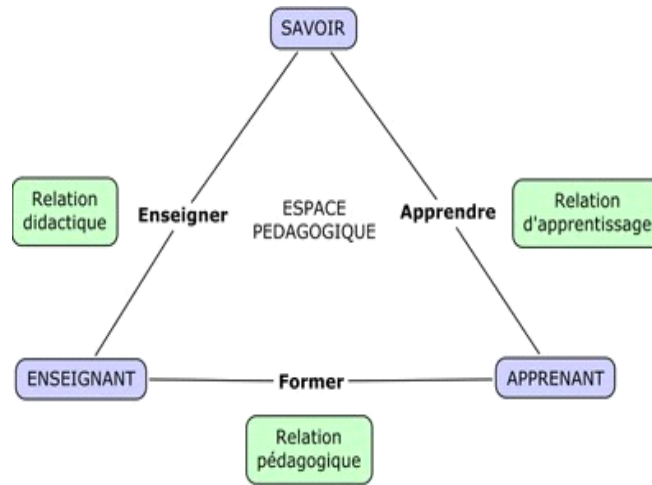 SAVOIR
Relation
didactique
Enseigner
ESPACE
PEDAGOGIQUE
Apprendre
Relation
d'apprentissage
ENSEIGNANT
Former
APPRENANT
Relation
pédagogique